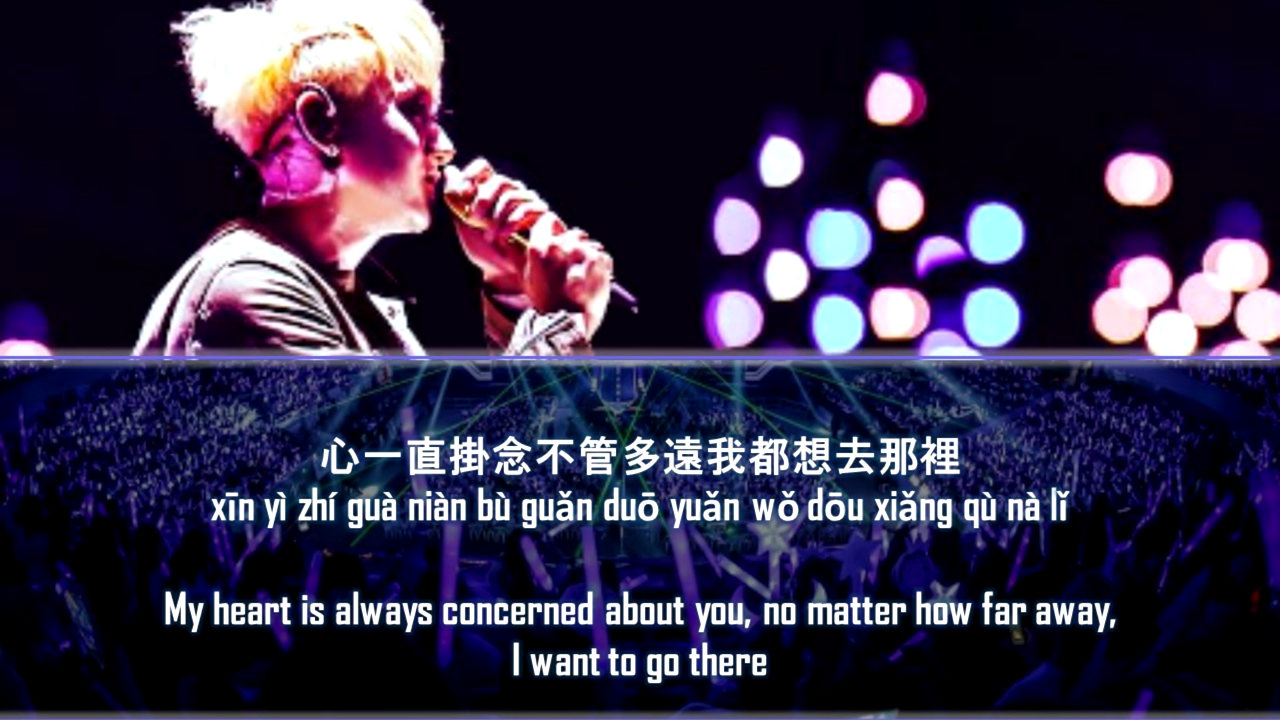 心一直掛念不管多遠我都想去那裡
xīn yì zhí guà niàn bù guǎn duō yuǎn wǒ dōu xiǎng qù nà lǐ
My heart is always concerned about you, no matter how far away,
I want to go there